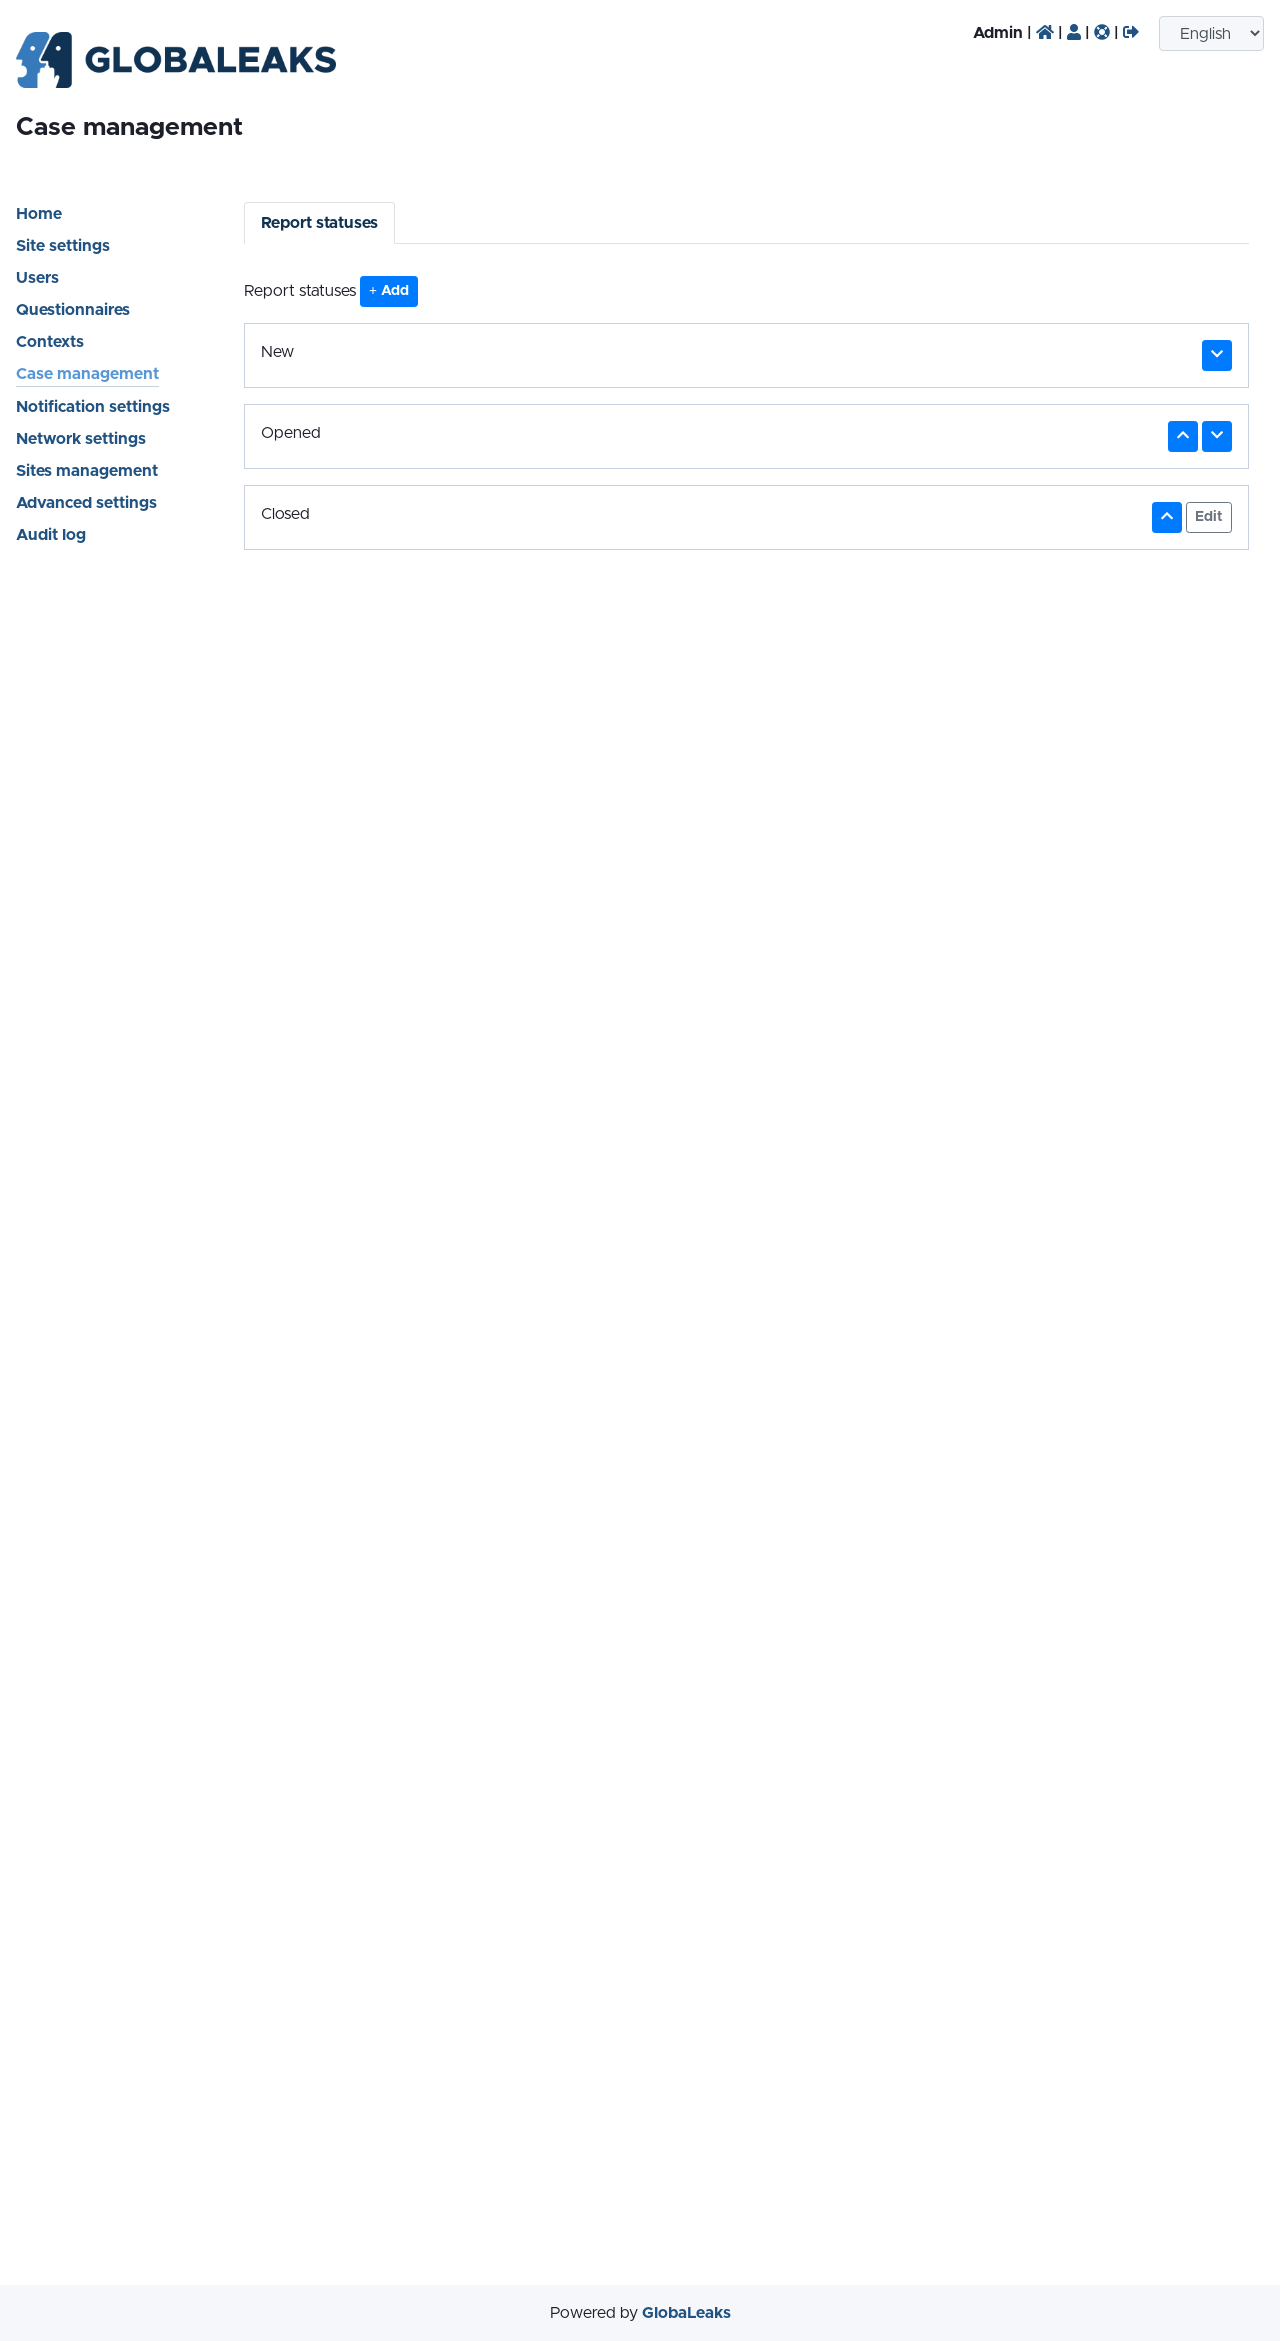 Admin | | | |
English
GLOBALEAKS
Case management
Home
Site settings
Users
Questionnaires
Contexts
Case management
Notification settings
Network settings
Sites management
Advanced settings
Audit log
Report statuses
Report statuses + Add
New
Opened
Closed
Edit
Powered by GlobaLeaks